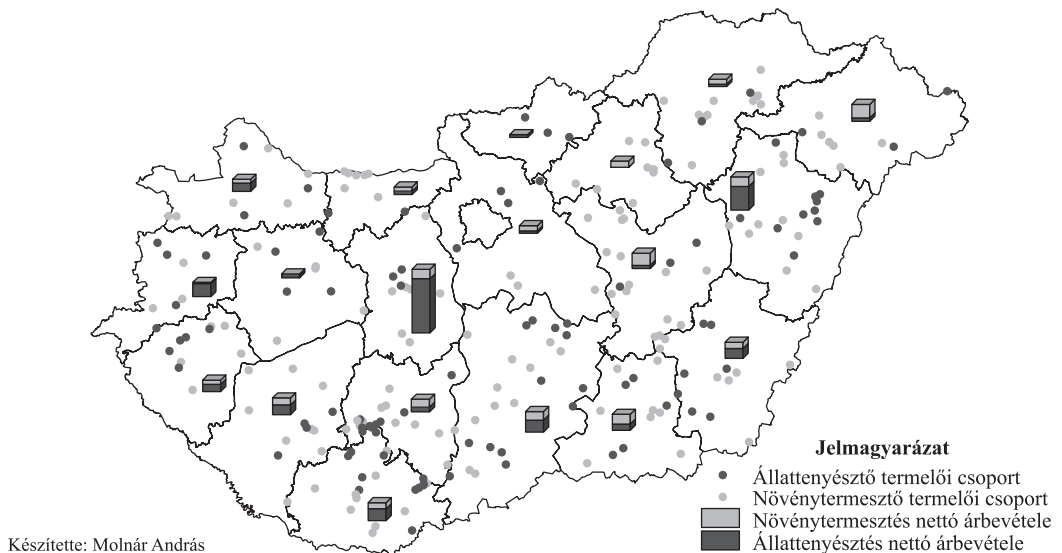 Jelmagyarázat
Állattenyésztő termelői csoport
Növénytermesztő termelői csoport
Növénytermesztés nettó árbevétele
Állattenyésztés nettó árbevétele
Készítette: Molnár András